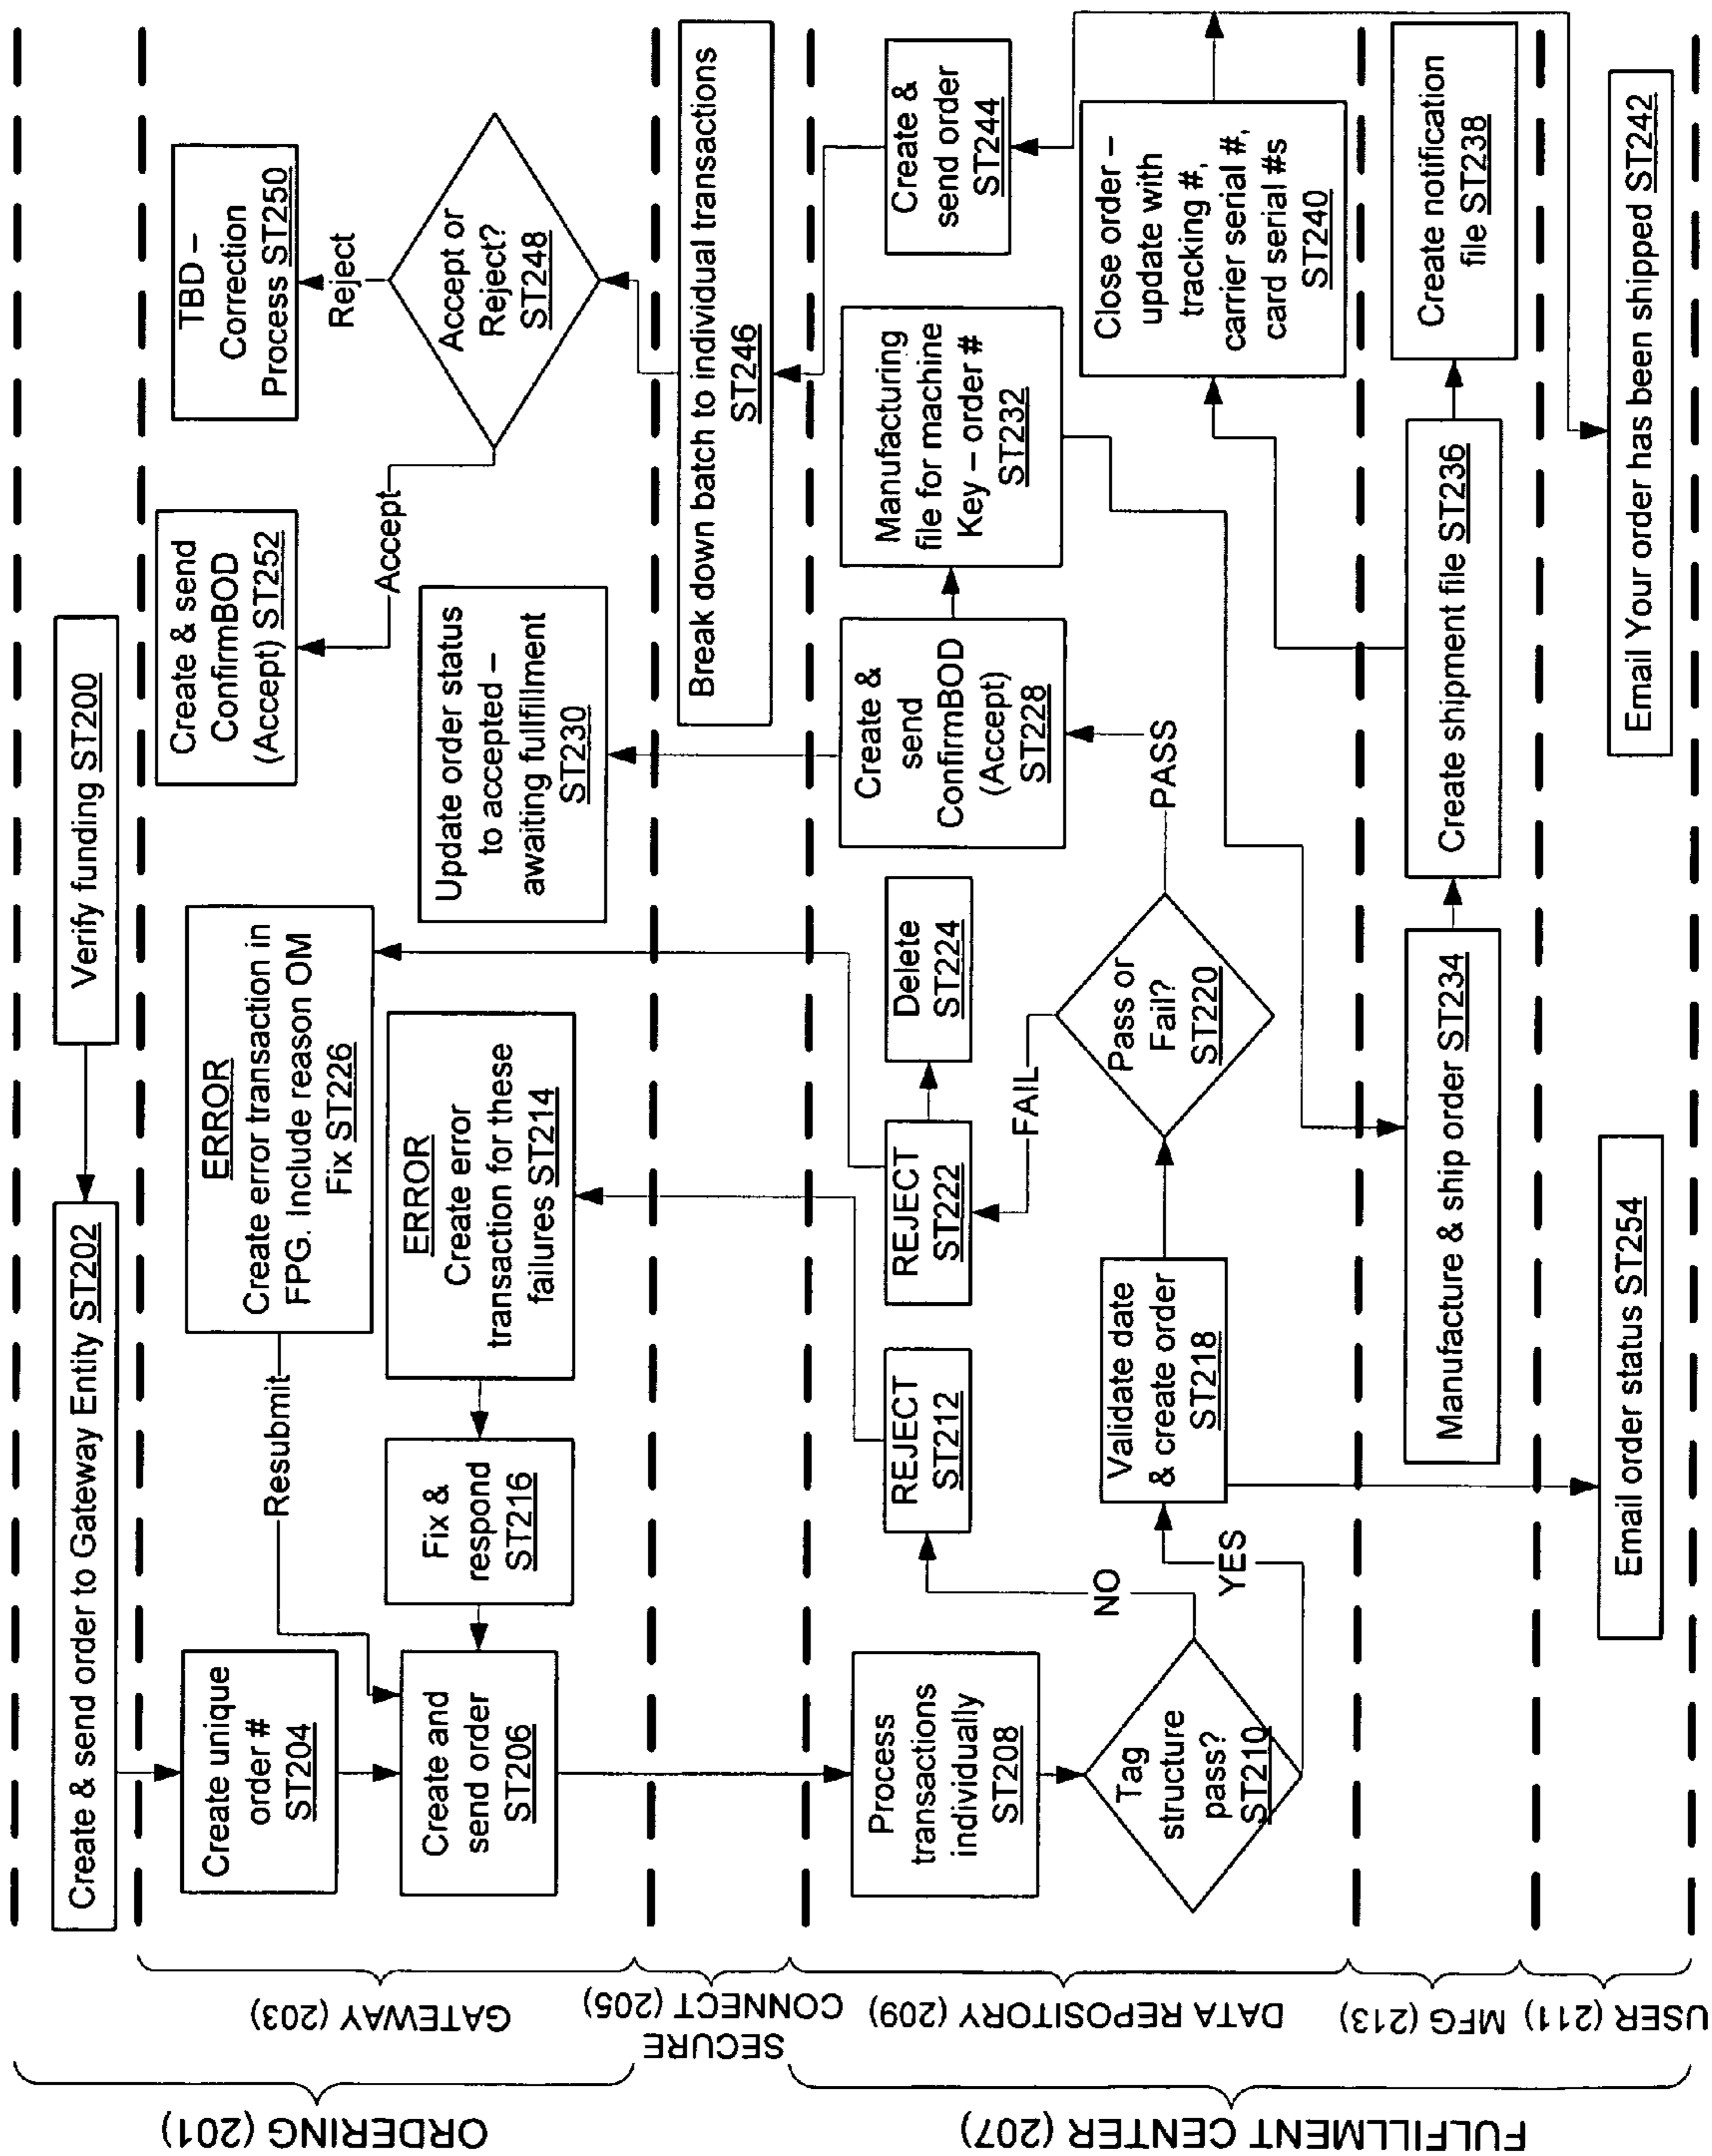 Verify funding ST200
Create & send order to Gateway Entity ST202
Create unique
order #
ST204
Create and
send order
ST206
Resubmit
ERROR
Create error transaction in
FPG. Include reason OM
Fix ST226
Fix &
respond
ST216
ERROR
Create error
transaction for these
failures ST214
Update order status
to accepted –
awaiting fullfillment
ST230
Create & send
ConfirmBOD
(Accept) ST252
Accept
Accept or
Reject?
ST248
Reject
TBD –
Correction
Process ST250
Break down batch to individual transactions
ST246
Process
transactions
individually
ST208
Tag
structure
pass?
ST210
NO
YES
REJECT
ST212
Validate date
& create order
ST218
REJECT
ST222
Delete
ST224
FAIL
Pass or
Fail?
ST220
PASS
Create &
send
ConfirmBOD
(Accept)
ST228
Manufacturing
file for machine
Key – order #
ST232
Create &
send order
ST244
Close order –
update with
tracking #,
carrier serial #,
card serial #s
ST240
Manufacture & ship order ST234
Create shipment file ST236
Create notification
file ST238
Email order status ST254
Email Your order has been shipped ST242
ORDERING (201)
GATEWAY (203)
SECURE
CONNECT (205)
FULFILLMENT CENTER (207)
DATA REPOSITORY (209)
MFG (213)
USER (211)